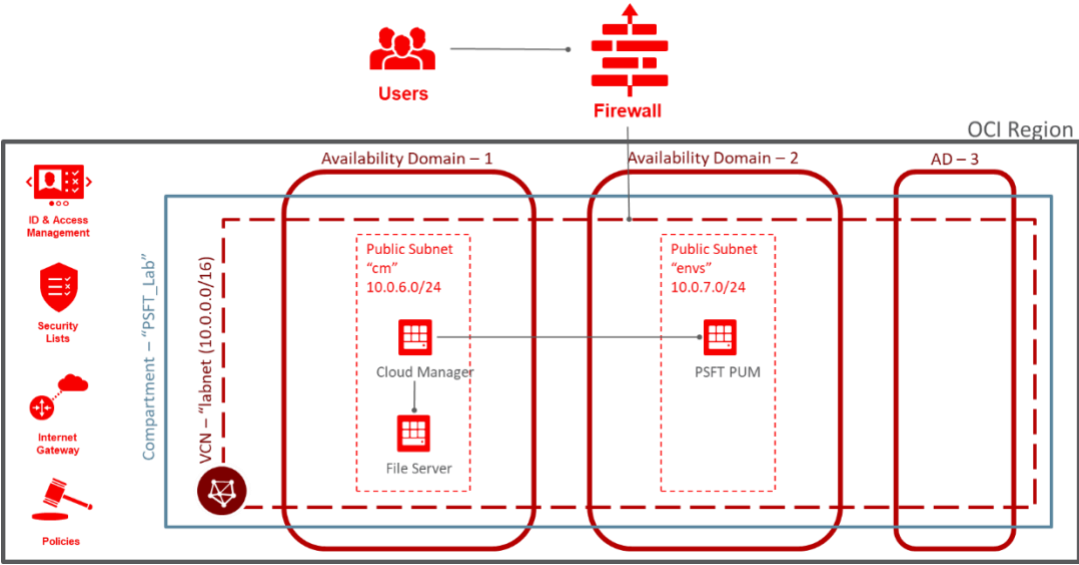 Users
Firewall
OCI Region
Availability Domain – 1
Availability Domain – 2
AD – 3
ID & Access
Management
Security
Lists
Internet
Gateway
Policies
Compartment – “PSFT_Lab”
VCN – “labnet (10.0.0.0/16)
Public Subnet
“cm”
10.0.6.0/24
Cloud Manager
File Server
Public Subnet
“envs”
10.0.7.0/24
PSFT PUM